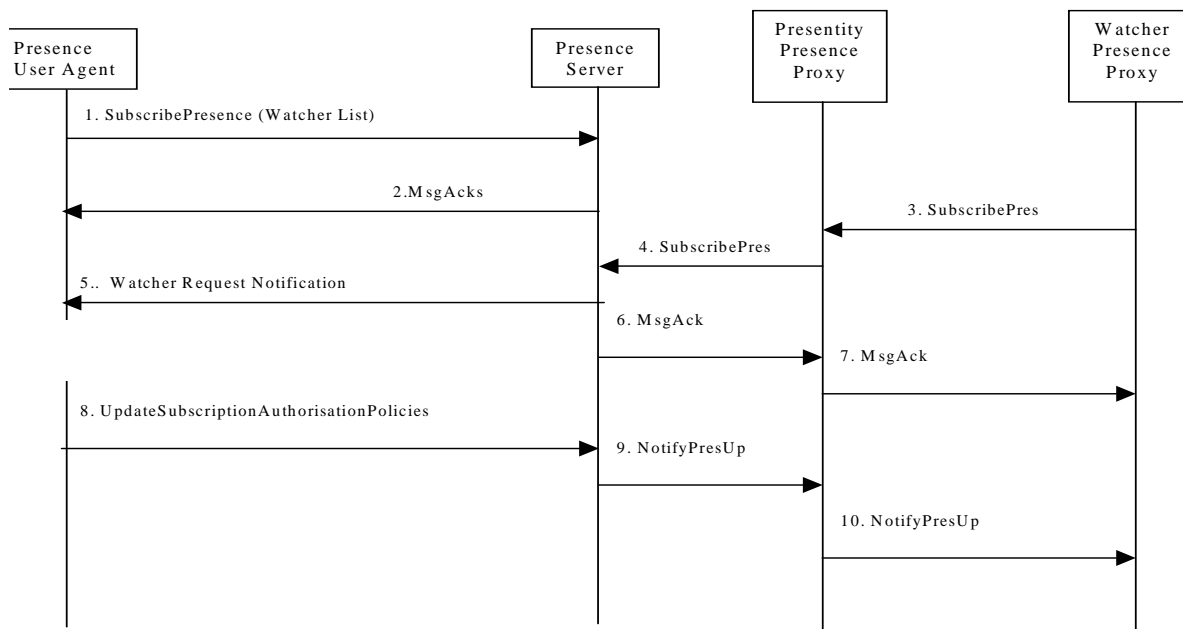 Presence
User Agent
Presence
Server
Presentity
Presence
Proxy
Watcher
Presence
Proxy
1. SubscribePresence (Watcher List)
2.MsgAcks
3. SubscribePres
4. SubscribePres
5.. Watcher Request Notification
6. MsgAck
7. MsgAck
8. UpdateSubscriptionAuthorisationPolicies
9. NotifyPresUp
10. NotifyPresUp